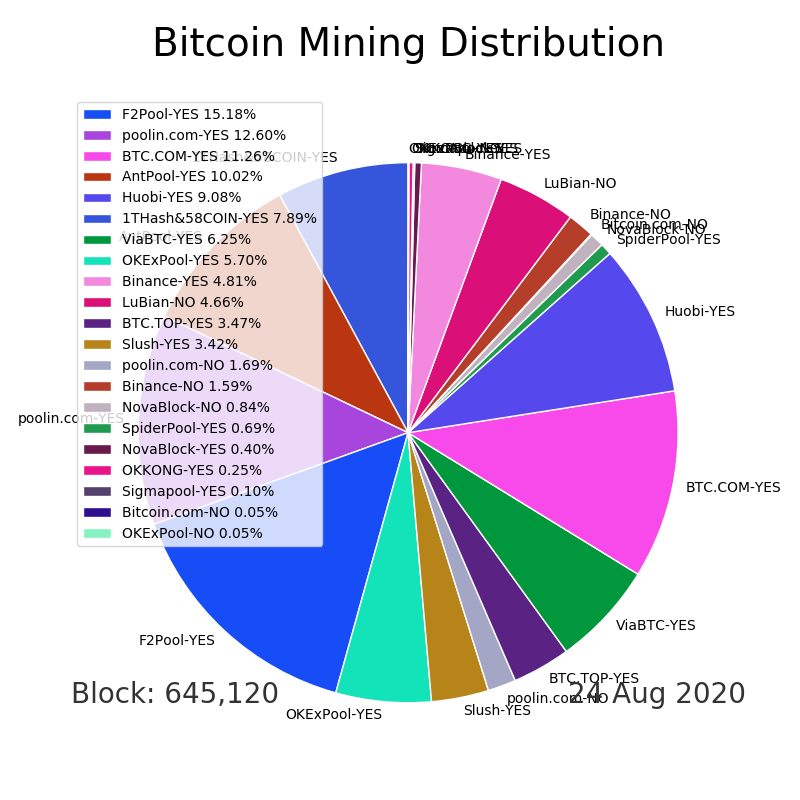 Bitcoin Mining Distribution
F2Pool-YES 15.18%
poolin.com-YES 12.60%
BTC.COM-YES 11.26%
AntPool-YES 10.02%
Huobi-YES 9.08%
1THash&58COIN-YES 7.89%
ViaBTC-YES 6.25%
OKExPool-YES 5.70%
Binance-YES 4.81%
LuBian-NO 4.66%
BTC.TOP-YES 3.47%
Slush-YES 3.42%
poolin.com-NO 1.69%
Binance-NO 1.59%
NovaBlock-NO 0.84%
SpiderPool-YES 0.69%
NovaBlock-YES 0.40%
OKKONG-YES 0.25%
Sigmapool-YES 0.10%
Bitcoin.com-NO 0.05%
OKExPool-NO 0.05%
Binance-YES
LuBian-NO
Binance-NO
Bitcoin.com-NO
NovaBlock-NO
SpiderPool-YES
Huobi-YES
BTC.COM-YES
ViaBTC-YES
BTC.TOP-YES
poolin.com-NO
Slush-YES
OKExPool-YES
F2Pool-YES
poolin.com-YES
AntPool-YES
1THash&58COIN-YES
Block: 645,120
24 Aug 2020